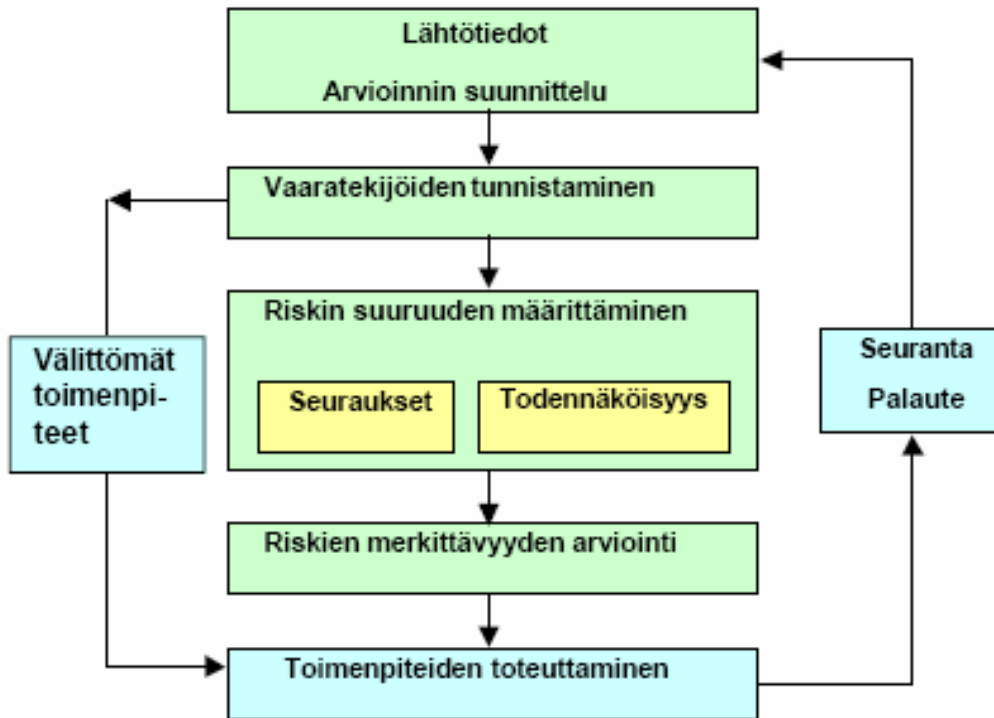 Lähtötiedot
Arvioinnin suunnittelu
Vaaratekijöiden tunnistaminen
Riskin suuruuden määrittäminen
Seuraukset
Todennäköisyys
Välittömät
toimenpi-
teet
Seuranta
Palaute
Riskien merkittävyyden arviointi
Toimenpiteiden toteuttaminen